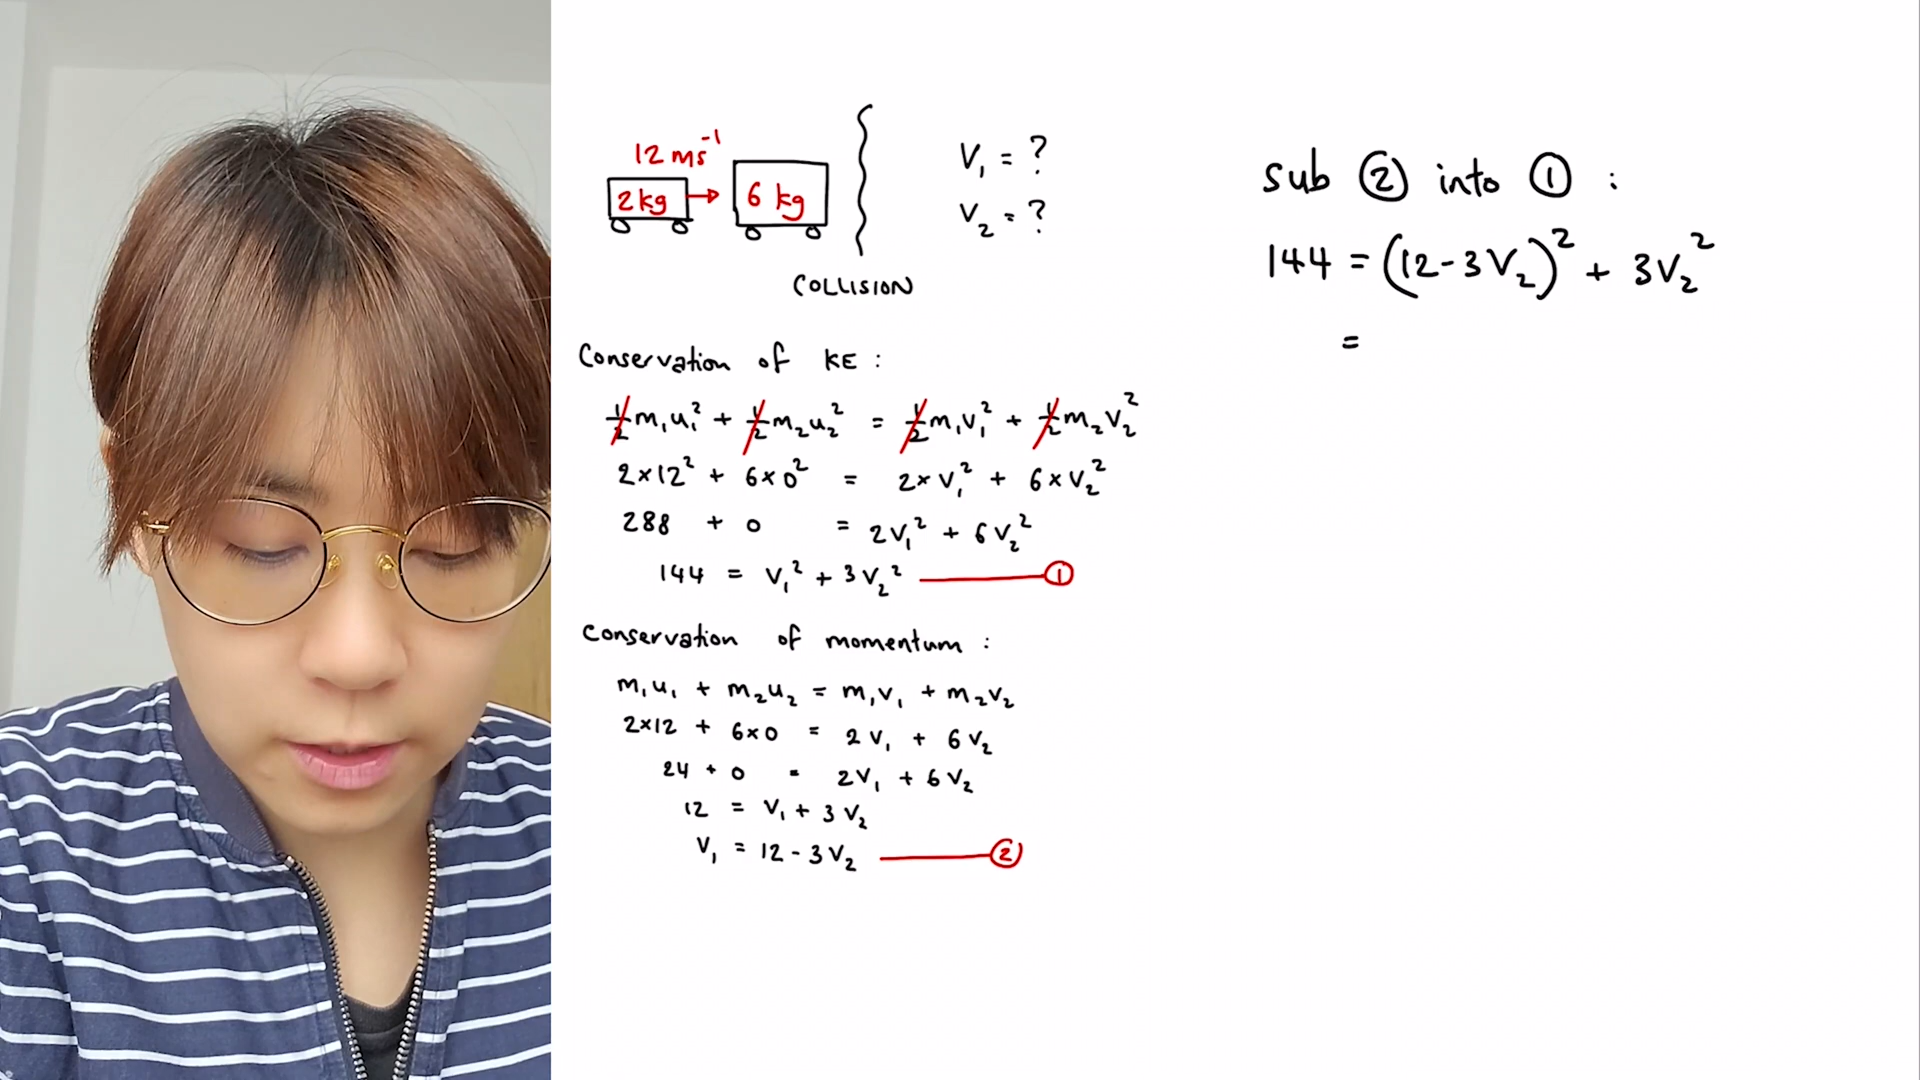 12 ms⁻¹
2 kg
6 kg
V₁ = ?
V₂ = ?
COLLISION
Conservation of KE :
½m₁u₁² + ½m₂u₂² = ½m₁v₁² + ½m₂v₂²
2×12² + 6×0² = 2×v₁² + 6×v₂²
288 + 0 = 2v₁² + 6v₂²
144 = v₁² + 3v₂² ①
Conservation of momentum :
m₁u₁ + m₂u₂ = m₁v₁ + m₂v₂
2×12 + 6×0 = 2v₁ + 6v₂
24 + 0 = 2v₁ + 6v₂
12 = v₁ + 3v₂
v₁ = 12 - 3v₂ ②
sub ② into ① :
144 = (12-3v₂)² + 3v₂²
=